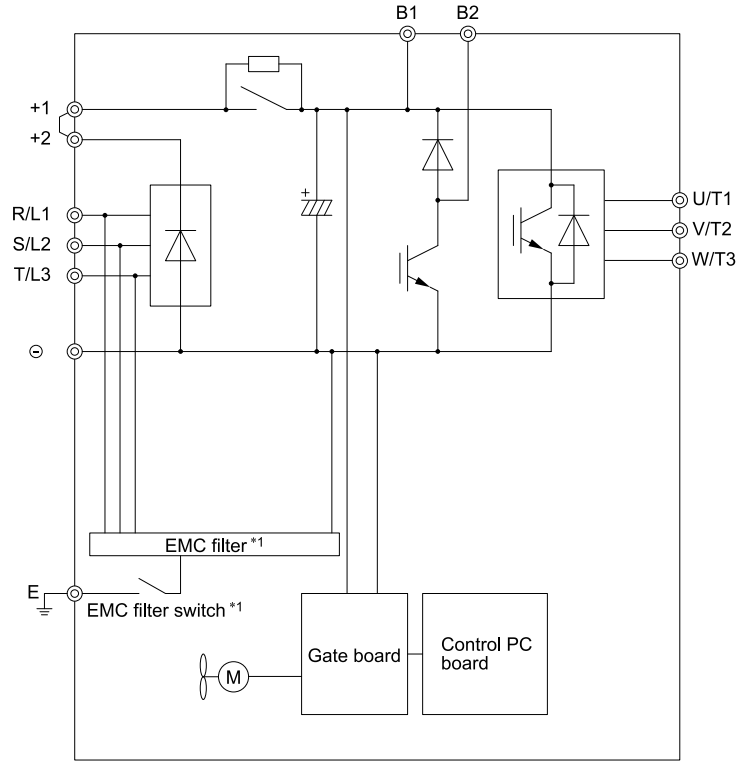 B1 B2
+1
+2
R/L1
S/L2
T/L3
⊖
+
U/T1
V/T2
W/T3
EMC filter *1
E
EMC filter switch *1
M
Gate board
Control PC
board